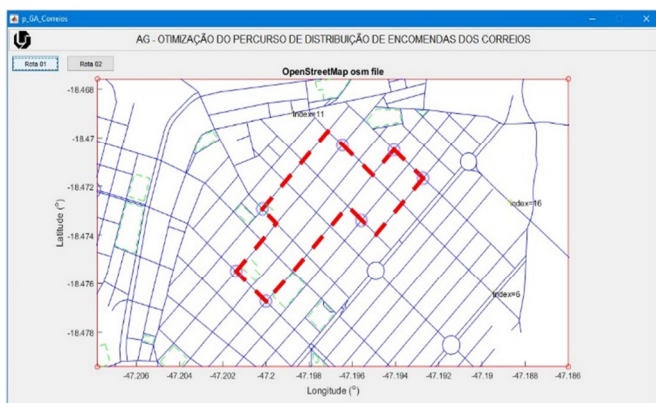 p_GA_Correios
AG - OTIMIZAÇÃO DO PERCURSO DE DISTRIBUIÇÃO DE ENCOMENDAS DOS CORREIOS
Rota 01
Rota 02
OpenStreetMap osm file
-18.468
-18.47
-18.472
-18.474
-18.476
-18.478
Latitude (°)
Index=11
Index=16
Index=6
-47.206
-47.204
-47.202
-47.2
-47.198
-47.196
-47.194
-47.192
-47.19
-47.188
-47.186
Longitude (°)